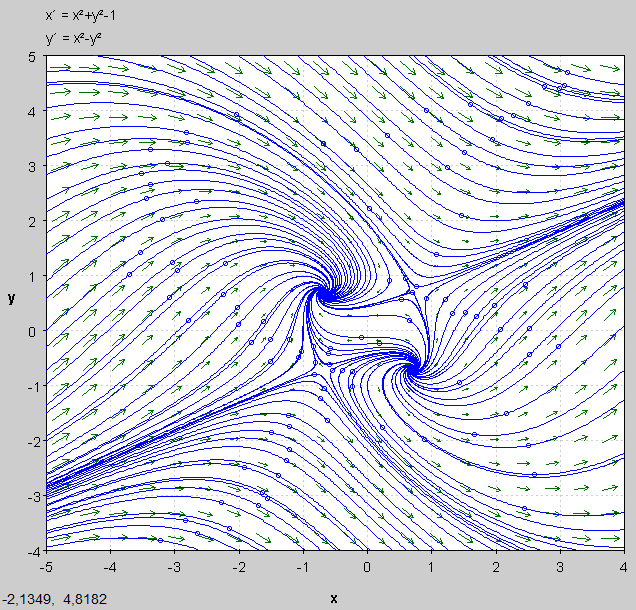 x´ = x²+y²-1
y´ = x²-y²
5
4
3
2
1
y
0
-1
-2
-3
-4
-5 -4 -3 -2 -1 0 1 2 3 4
x
-2,1349, 4,8182